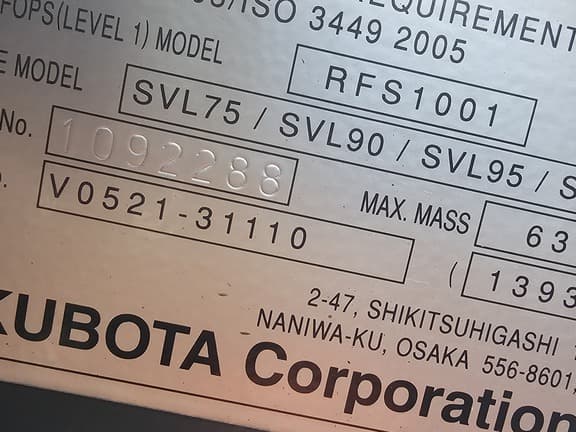 /ISO 3449 2005
REQUIREMENT
FOPS(LEVEL 1) MODEL RFS1001
E MODEL SVL75 / SVL90 / SVL95 / S
No. 1092288
V0521-31110
MAX. MASS 63
(1393
2-47, SHIKITSUHIGASHI
NANIWA-KU, OSAKA 556-8601,
KUBOTA Corporation